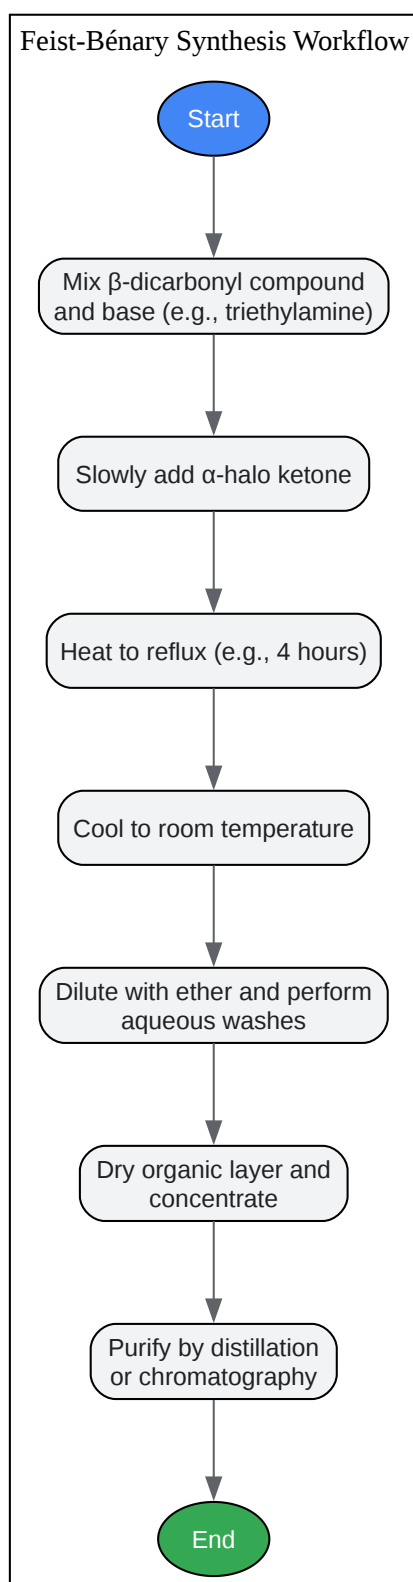 Feist-Bénary Synthesis Workflow
Start
Mix β-dicarbonyl compound
and base (e.g., triethylamine)
Slowly add α-halo ketone
Heat to reflux (e.g., 4 hours)
Cool to room temperature
Dilute with ether and perform
aqueous washes
Dry organic layer and
concentrate
Purify by distillation
or chromatography
End